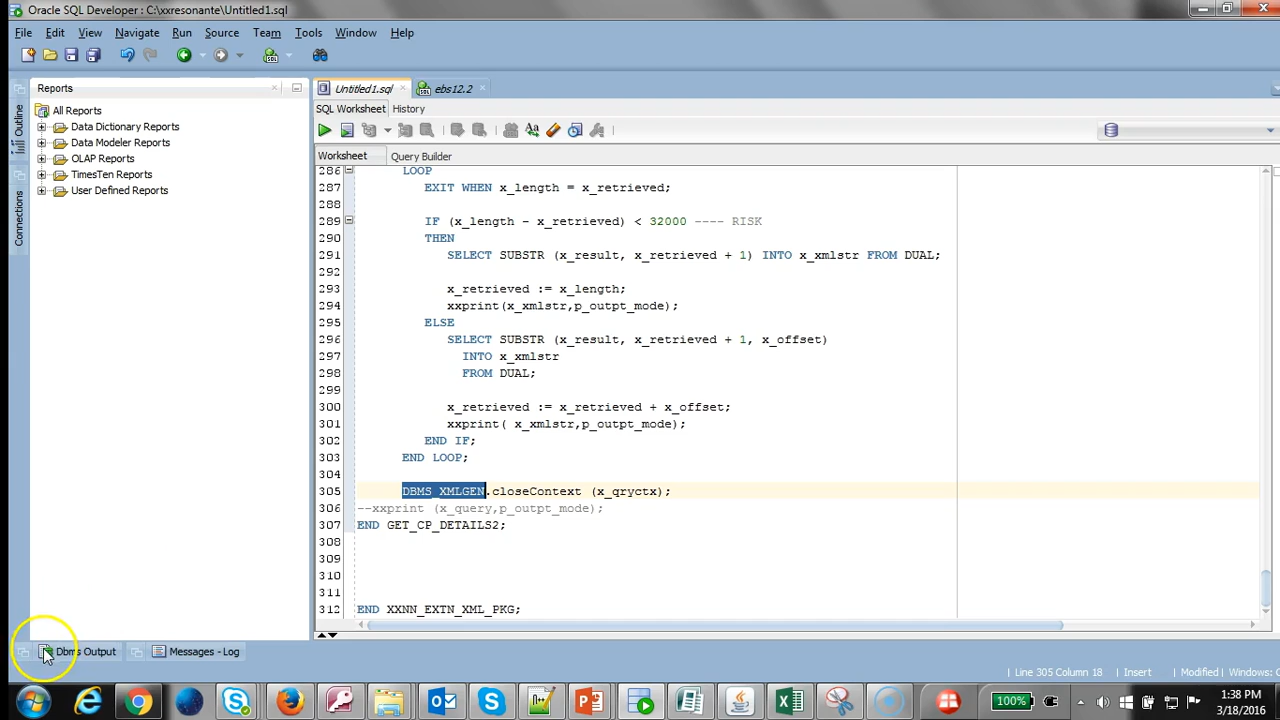 Oracle SQL Developer : C:\xxresonante\Untitled1.sql
File Edit View Navigate Run Source Team Tools Window Help
Reports
Untitled1.sql ebs12.2
All Reports
SQL Worksheet History
Data Dictionary Reports
Data Modeler Reports
OLAP Reports
TimesTen Reports
User Defined Reports
Outline
Connections
Worksheet Query Builder
286 LOOP
287 EXIT WHEN x_length = x_retrieved;
288
289 IF (x_length - x_retrieved) < 32000 ---- RISK
290 THEN
291 SELECT SUBSTR (x_result, x_retrieved + 1) INTO x_xmlstr FROM DUAL;
292
293 x_retrieved := x_length;
294 xxprint(x_xmlstr,p_outpt_mode);
295 ELSE
296 SELECT SUBSTR (x_result, x_retrieved + 1, x_offset)
297 INTO x_xmlstr
298 FROM DUAL;
299
300 x_retrieved := x_retrieved + x_offset;
301 xxprint( x_xmlstr,p_outpt_mode);
302 END IF;
303 END LOOP;
304
305 DBMS_XMLGEN.closeContext (x_qryctx);
306 --xxprint (x_query,p_outpt_mode);
307 END GET_CP_DETAILS2;
308
309
310
311
312 END XXNN_EXTN_XML_PKG;
Dbms Output Messages - Log
Line 305 Column 18 Insert Modified Windows: C
100%
1:38 PM
3/18/2016